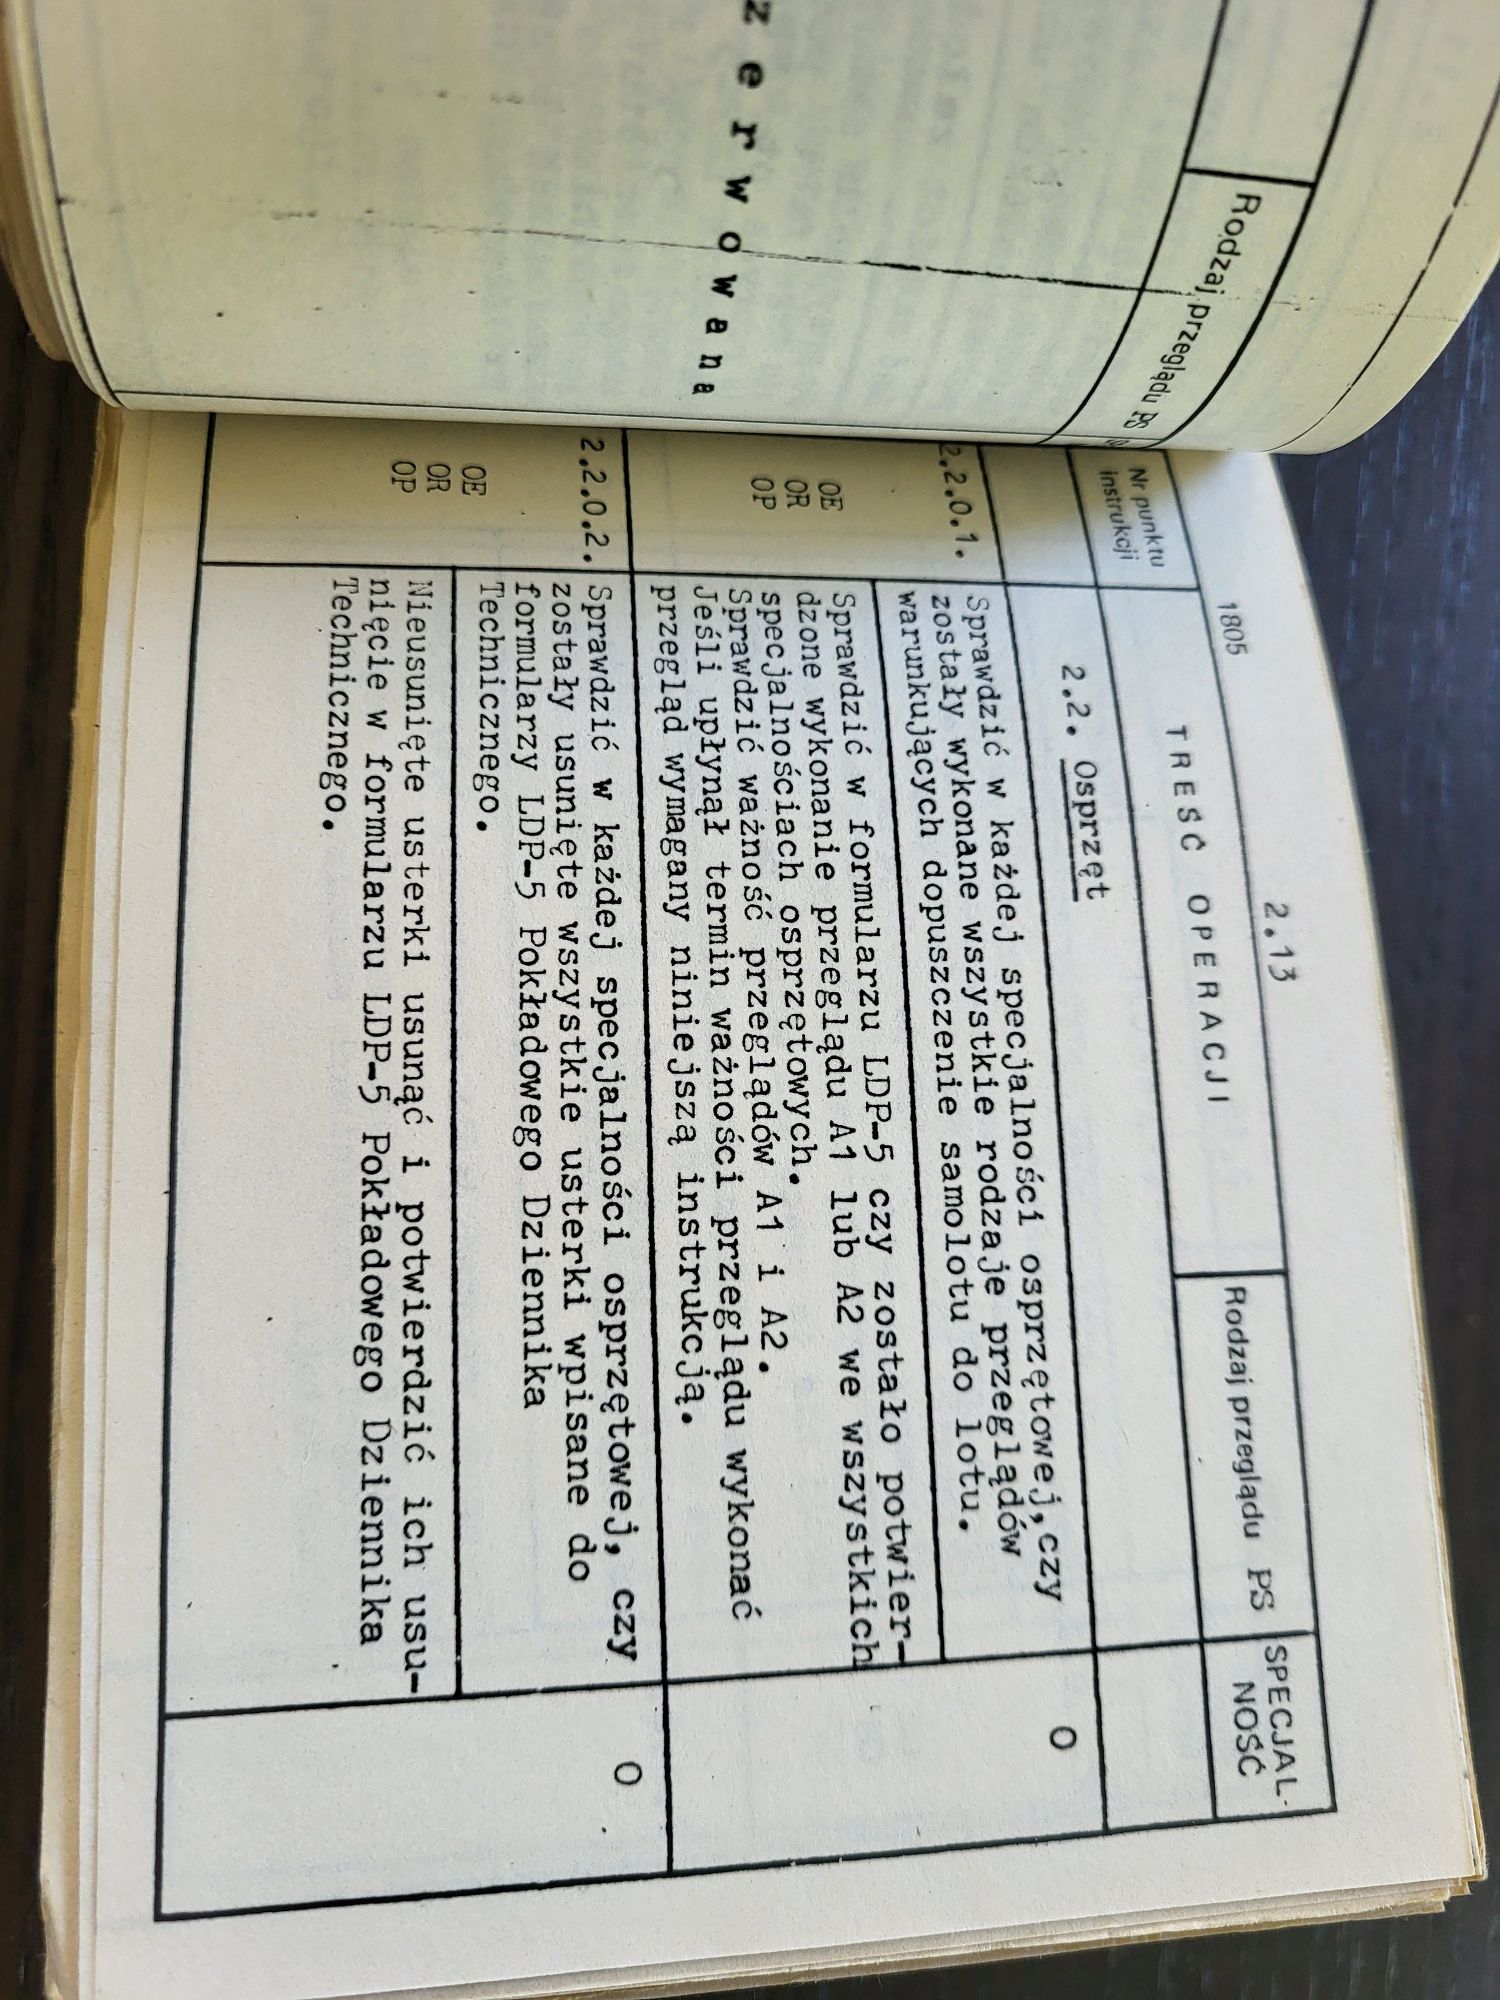 zerwowana
Rodzaj przeglądu PS
1805
2.13
Nr punktu
instrukcji
TREŚĆ OPERACJI
Rodzaj przeglądu PS
SPECJAL-
NOŚĆ
2.2. Osprzęt
2.2.0.1.
Sprawdzić w każdej specjalności osprzętowej, czy
O
zostały wykonane wszystkie rodzaje przeglądów
warunkujących dopuszczenie samolotu do lotu.
OE
OR
OP
Sprawdzić w formularzu LDP-5 czy zostało potwier-
dzone wykonanie przeglądu A1 lub A2 we wszystkich
specjalnościach osprzętowych.
Sprawdzić ważność przeglądów A1 i A2.
Jeśli upłynął termin ważności przeglądu wykonać
przegląd wymagany niniejszą instrukcją.
2.2.0.2.
Sprawdzić w każdej specjalności osprzętowej, czy
O
zostały usunięte wszystkie usterki wpisane do
formularzy LDP-5 Pokładowego Dziennika
Technicznego.
OE
OR
OP
Nieusunięte usterki usunąć i potwierdzić ich usu-
nięcie w formularzu LDP-5 Pokładowego Dziennika
Technicznego.